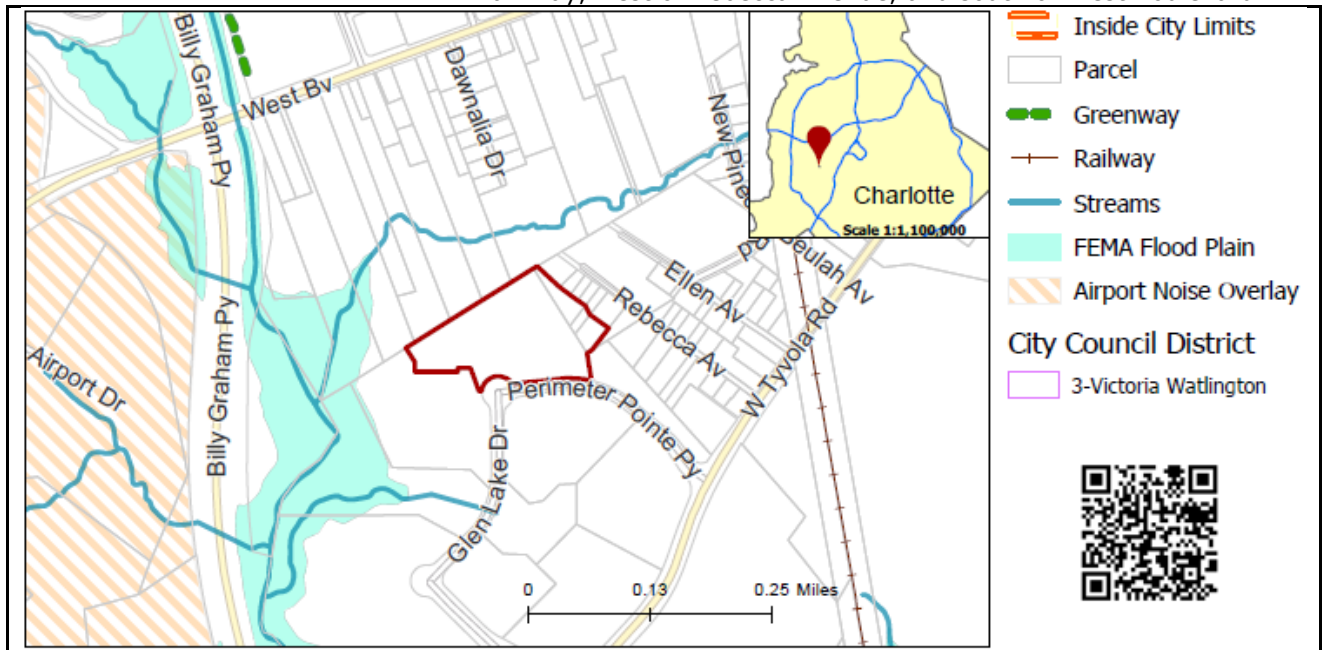 Inside City Limits
Parcel
Greenway
Railway
Streams
FEMA Flood Plain
Airport Noise Overlay
City Council District
3-Victoria Watlington
Billy Graham Py
West Bv
Dawnalia Dr
New Pine
Charlotte
Scale 1:1,100,000
Rd
Beulah Av
Ellen Av
Rebecca Av
W Tyvola Rd
Billy Graham Py
Airport Dr
Perimeter Pointe Py
Glen Lake Dr
0 0.13 0.25 Miles